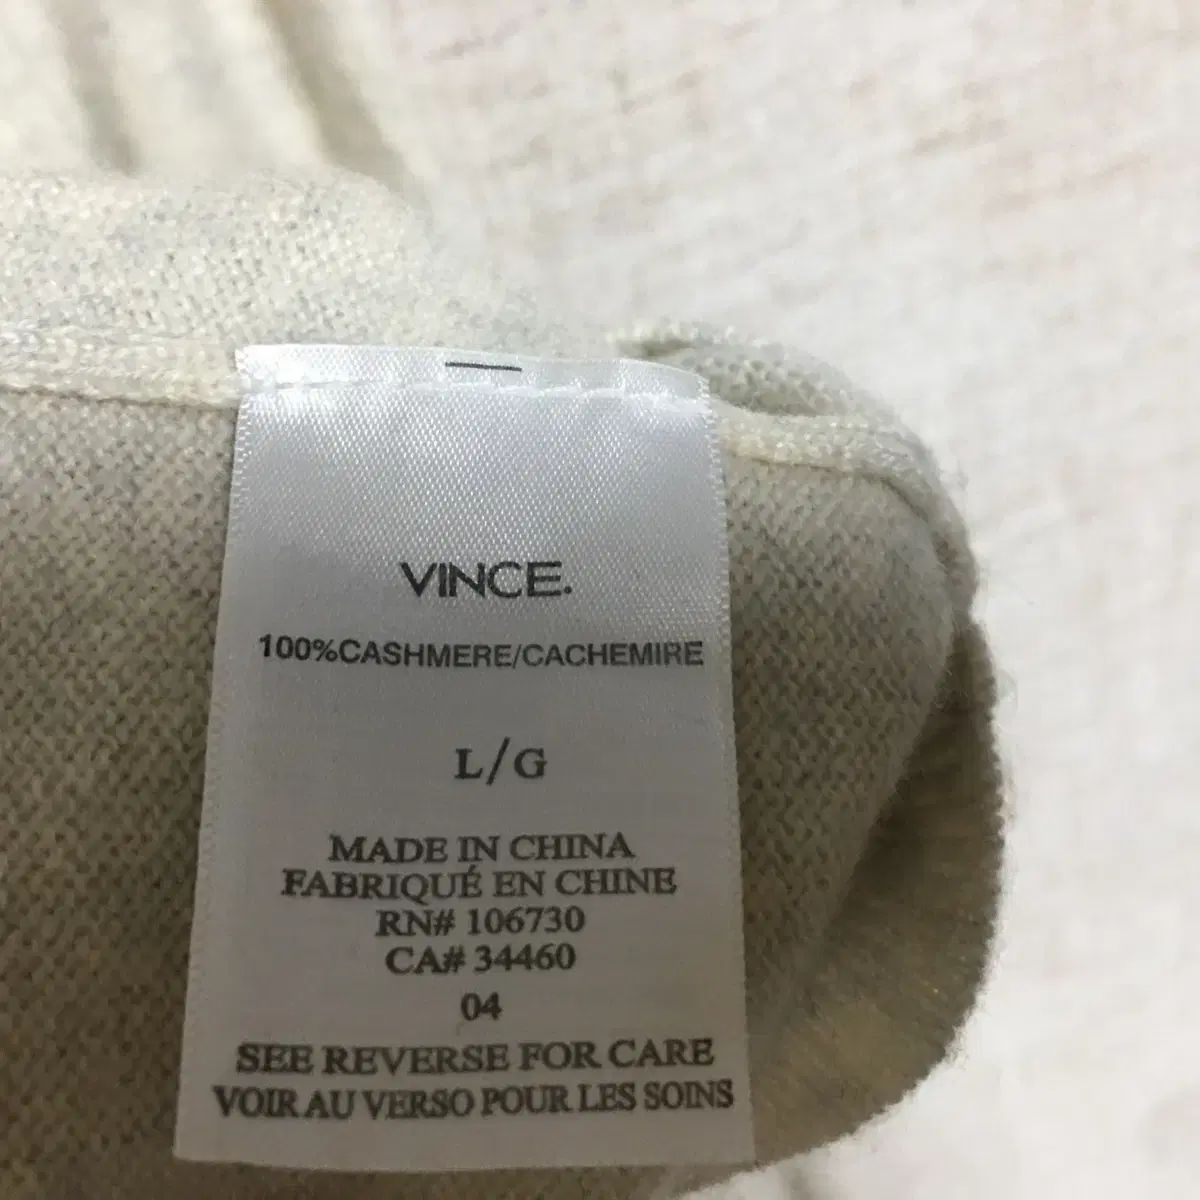 VINCE.
100%CASHMERE/CACHEMIRE
L/G
MADE IN CHINA
FABRIQUÉ EN CHINE
RN# 106730
CA# 34460
04
SEE REVERSE FOR CARE
VOIR AU VERSO POUR LES SOINS